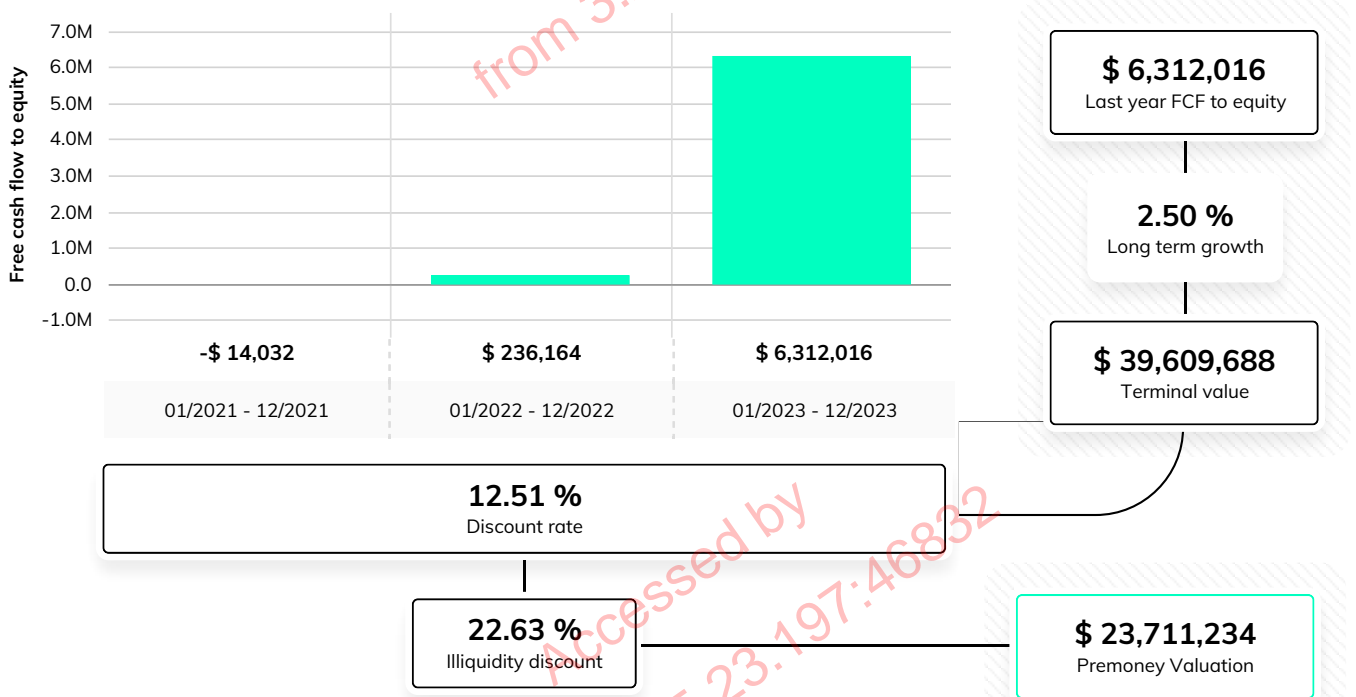 from 3.
7.0M
6.0M
5.0M
4.0M
3.0M
2.0M
1.0M
0.0
-1.0M
Free cash flow to equity
-$ 14,032
$ 236,164
$ 6,312,016
01/2021 - 12/2021
01/2022 - 12/2022
01/2023 - 12/2023
$ 6,312,016
Last year FCF to equity
2.50 %
Long term growth
$ 39,609,688
Terminal value
12.51 %
Discount rate
22.63 %
Illiquidity discount
$ 23,711,234
Premoney Valuation
Accessed by
23.197:46832